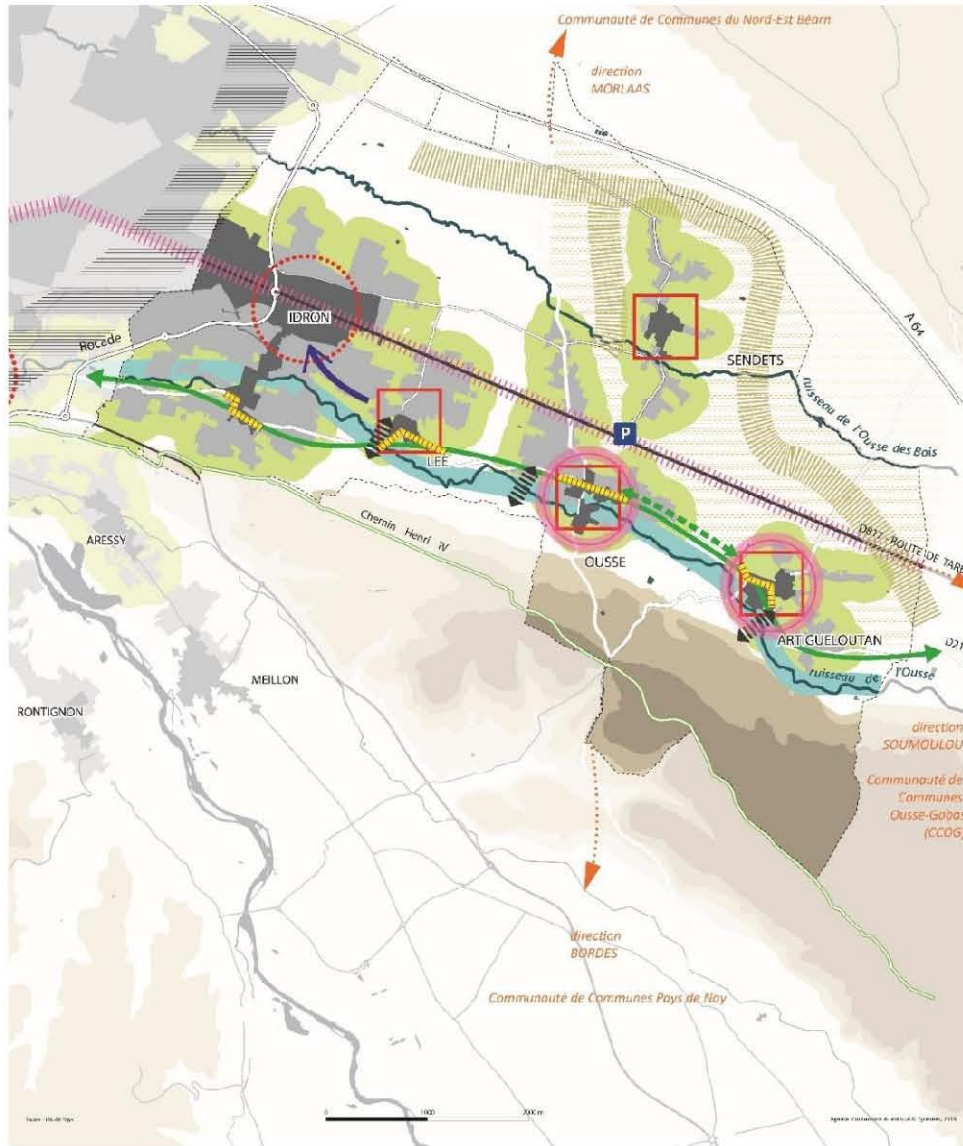 Communauté de Communes du Nord-Est Béarn
direction
MORLAAS
A 64
IDRON
Rocade
SENDETS
ruisseau de l'Ousse des Bois
P
LEE
Chemin Henri IV
OUSSE
D817 ROUTE DE TARB
ARESSY
ARTIGUELOUTAN
D21
ruisseau de l'Ousse
MEILLON
RONTIGNON
direction
SOUMOULOU
Communauté de
Communes
Ousse-Gabas
(CCOG)
direction
BORDES
Communauté de Communes Pays de Nay
0 1000 2000 m